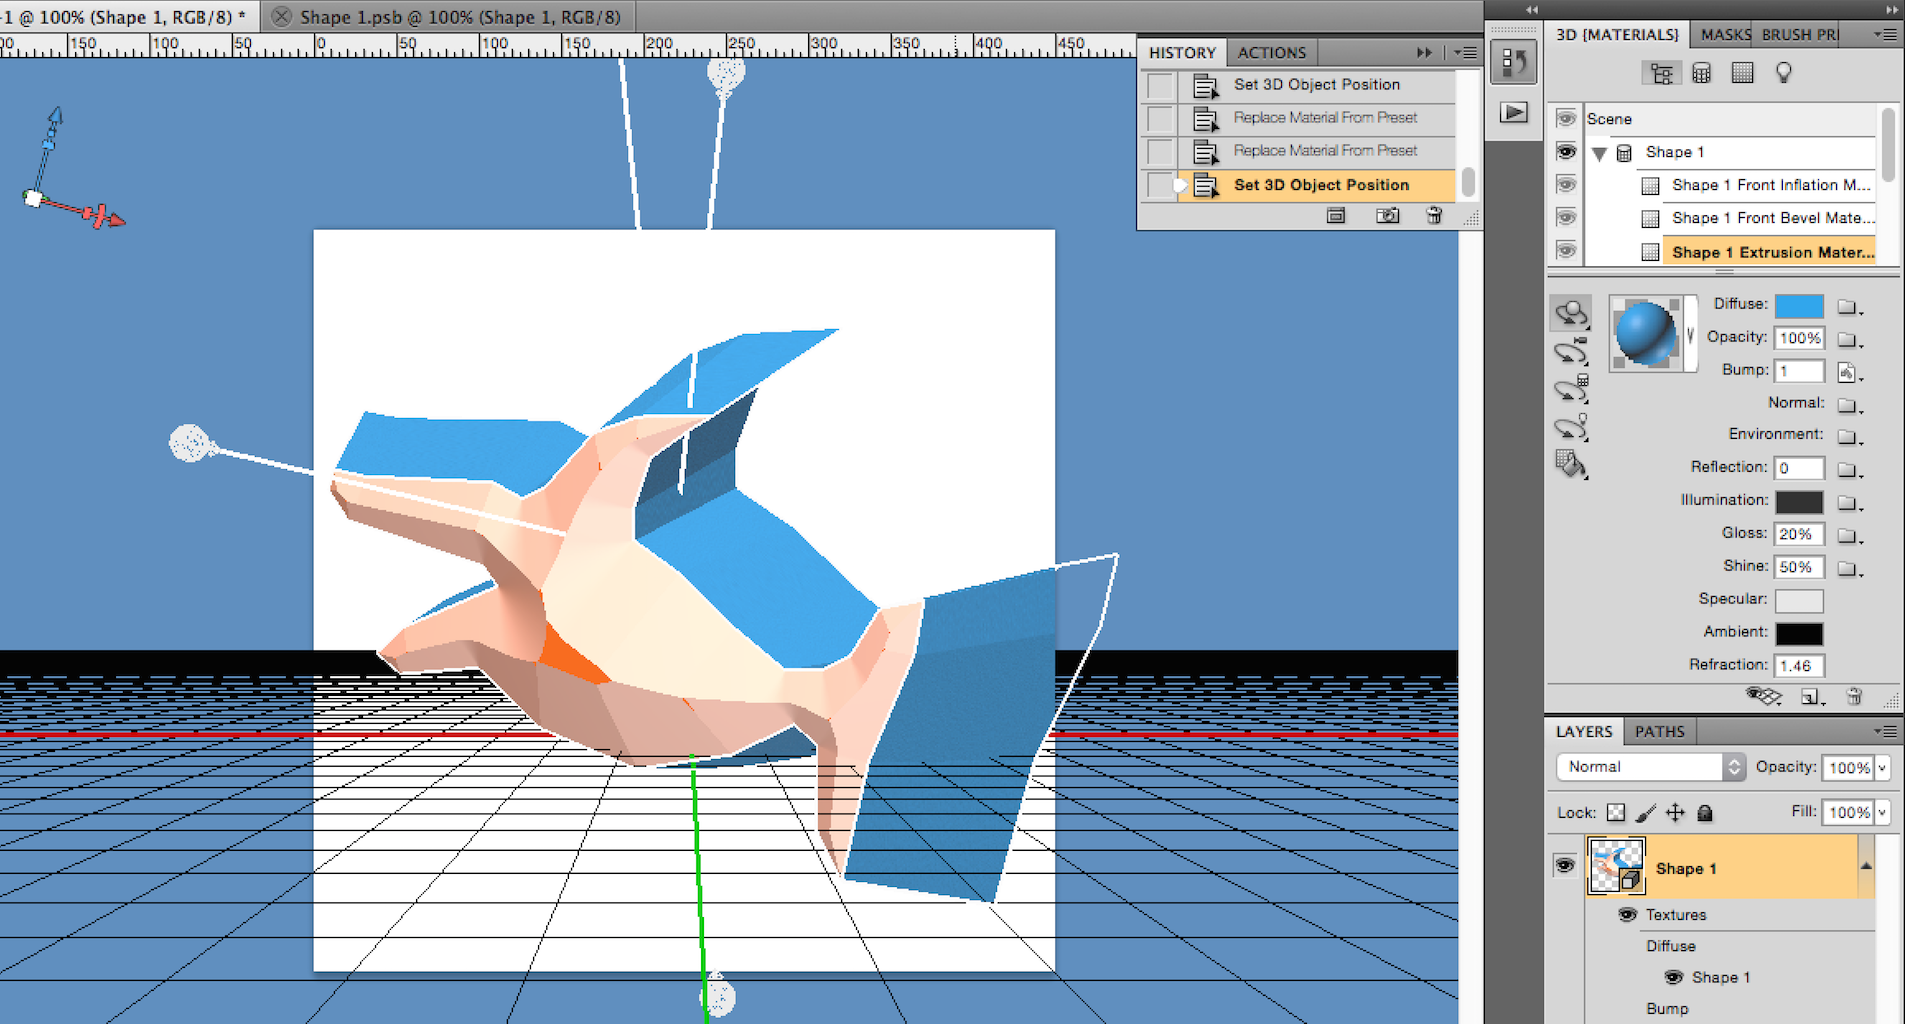 -1 @ 100% (Shape 1, RGB/8) *
Shape 1.psb @ 100% (Shape 1, RGB/8)
00 150 100 50 0 50 100 150 200 250 300 350 400 450
HISTORY
ACTIONS
Set 3D Object Position
Replace Material From Preset
Replace Material From Preset
Set 3D Object Position
3D {MATERIALS}
MASKS
BRUSH PRI
Scene
Shape 1
Shape 1 Front Inflation M...
Shape 1 Front Bevel Mate...
Shape 1 Extrusion Mater...
Diffuse:
Opacity: 100%
Bump: 1
Normal:
Environment:
Reflection: 0
Illumination:
Gloss: 20%
Shine: 50%
Specular:
Ambient:
Refraction: 1.46
LAYERS
PATHS
Normal
Opacity: 100%
Lock:
Fill: 100%
Shape 1
Textures
Diffuse
Shape 1
Bump